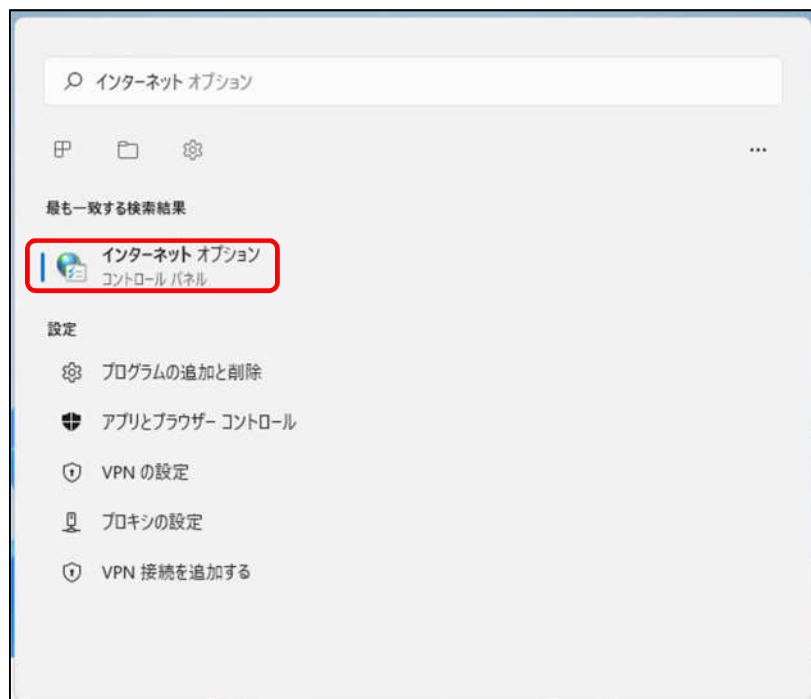 インターネット オプション
最も一致する検索結果
インターネット オプション
コントロール パネル
設定
プログラムの追加と削除
アプリとブラウザー コントロール
VPN の設定
プロキシの設定
VPN 接続を追加する